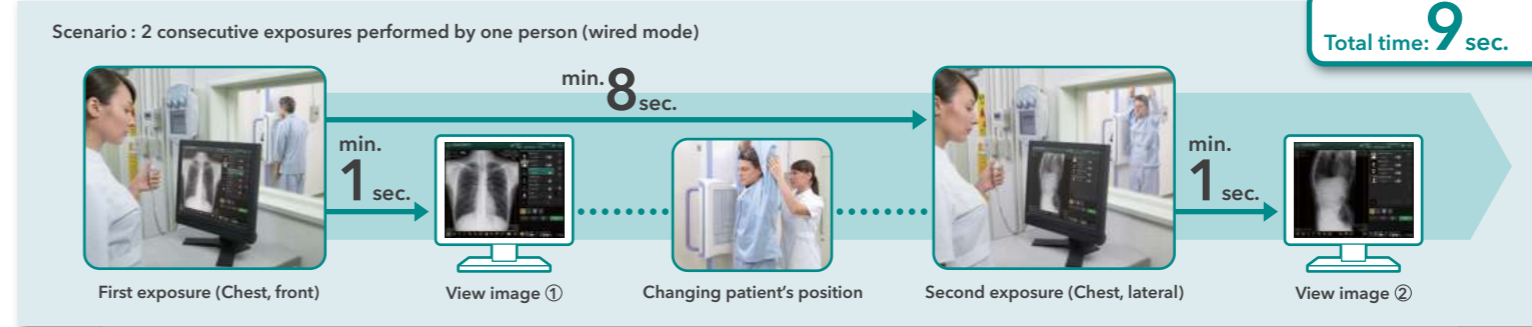 Scenario : 2 consecutive exposures performed by one person (wired mode)
Total time: 9 sec.
min. 8 sec.
min.
1 sec.
min.
1 sec.
First exposure (Chest, front)
View image ①
Changing patient's position
Second exposure (Chest, lateral)
View image ②